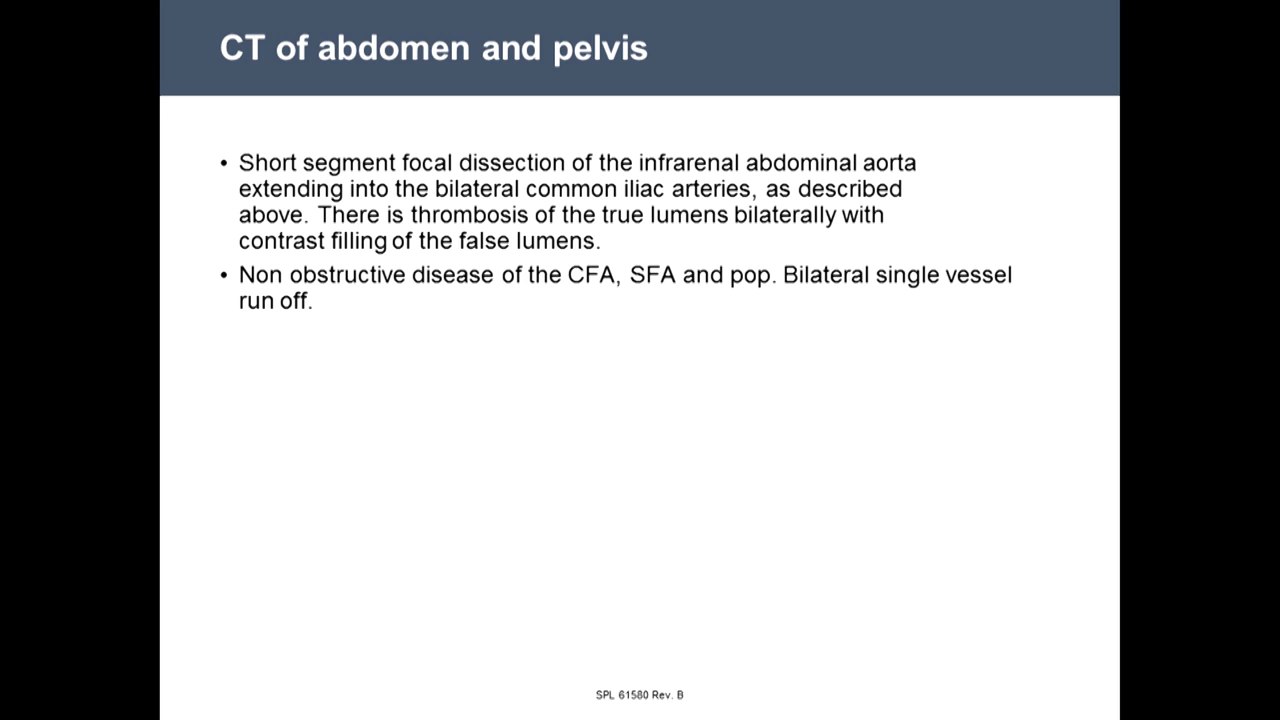 CT of abdomen and pelvis
• Short segment focal dissection of the infrarenal abdominal aorta
extending into the bilateral common iliac arteries, as described
above. There is thrombosis of the true lumens bilaterally with
contrast filling of the false lumens.
• Non obstructive disease of the CFA, SFA and pop. Bilateral single vessel
run off.
SPL 61580 Rev. B